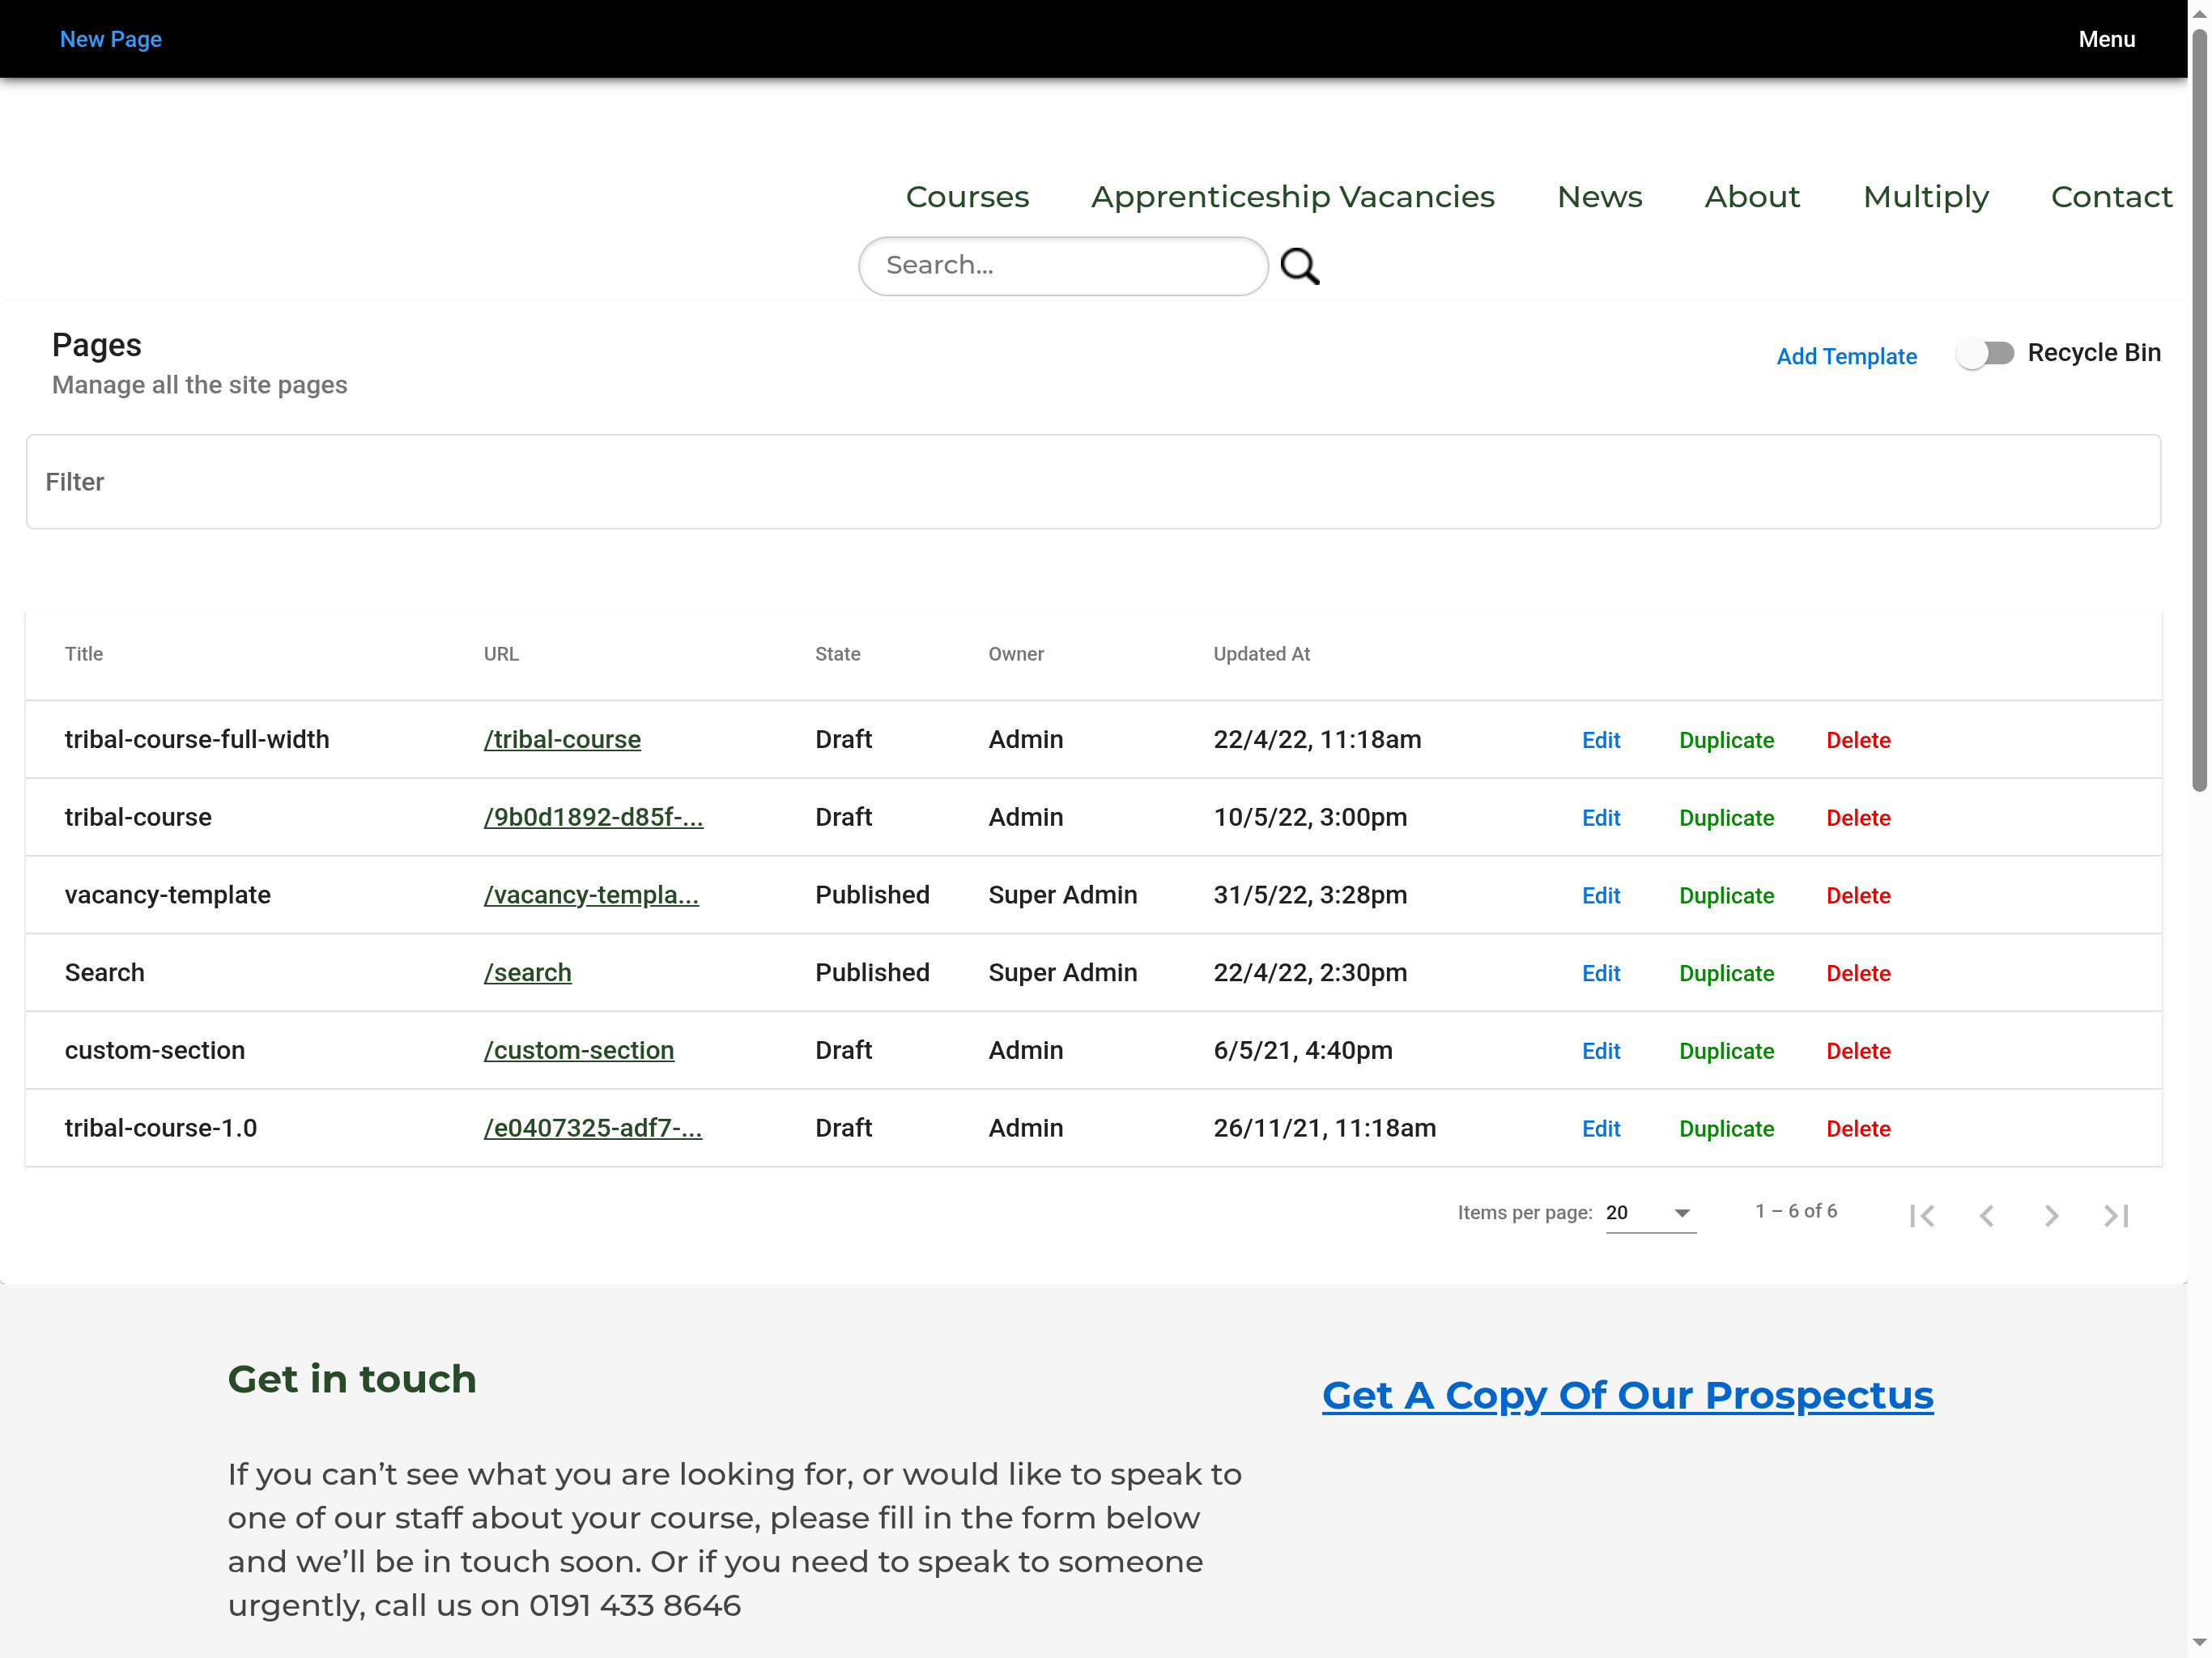 New Page
Menu
Courses Apprenticeship Vacancies News About Multiply Contact
Search...
Pages
Manage all the site pages
Add Template
Recycle Bin
Filter
Title URL State Owner Updated At
tribal-course-full-width /tribal-course Draft Admin 22/4/22, 11:18am Edit Duplicate Delete
tribal-course /9b0d1892-d85f-... Draft Admin 10/5/22, 3:00pm Edit Duplicate Delete
vacancy-template /vacancy-templa... Published Super Admin 31/5/22, 3:28pm Edit Duplicate Delete
Search /search Published Super Admin 22/4/22, 2:30pm Edit Duplicate Delete
custom-section /custom-section Draft Admin 6/5/21, 4:40pm Edit Duplicate Delete
tribal-course-1.0 /e0407325-adf7-... Draft Admin 26/11/21, 11:18am Edit Duplicate Delete
Items per page: 20 1 – 6 of 6
Get in touch
Get A Copy Of Our Prospectus
If you can’t see what you are looking for, or would like to speak to
one of our staff about your course, please fill in the form below
and we’ll be in touch soon. Or if you need to speak to someone
urgently, call us on 0191 433 8646